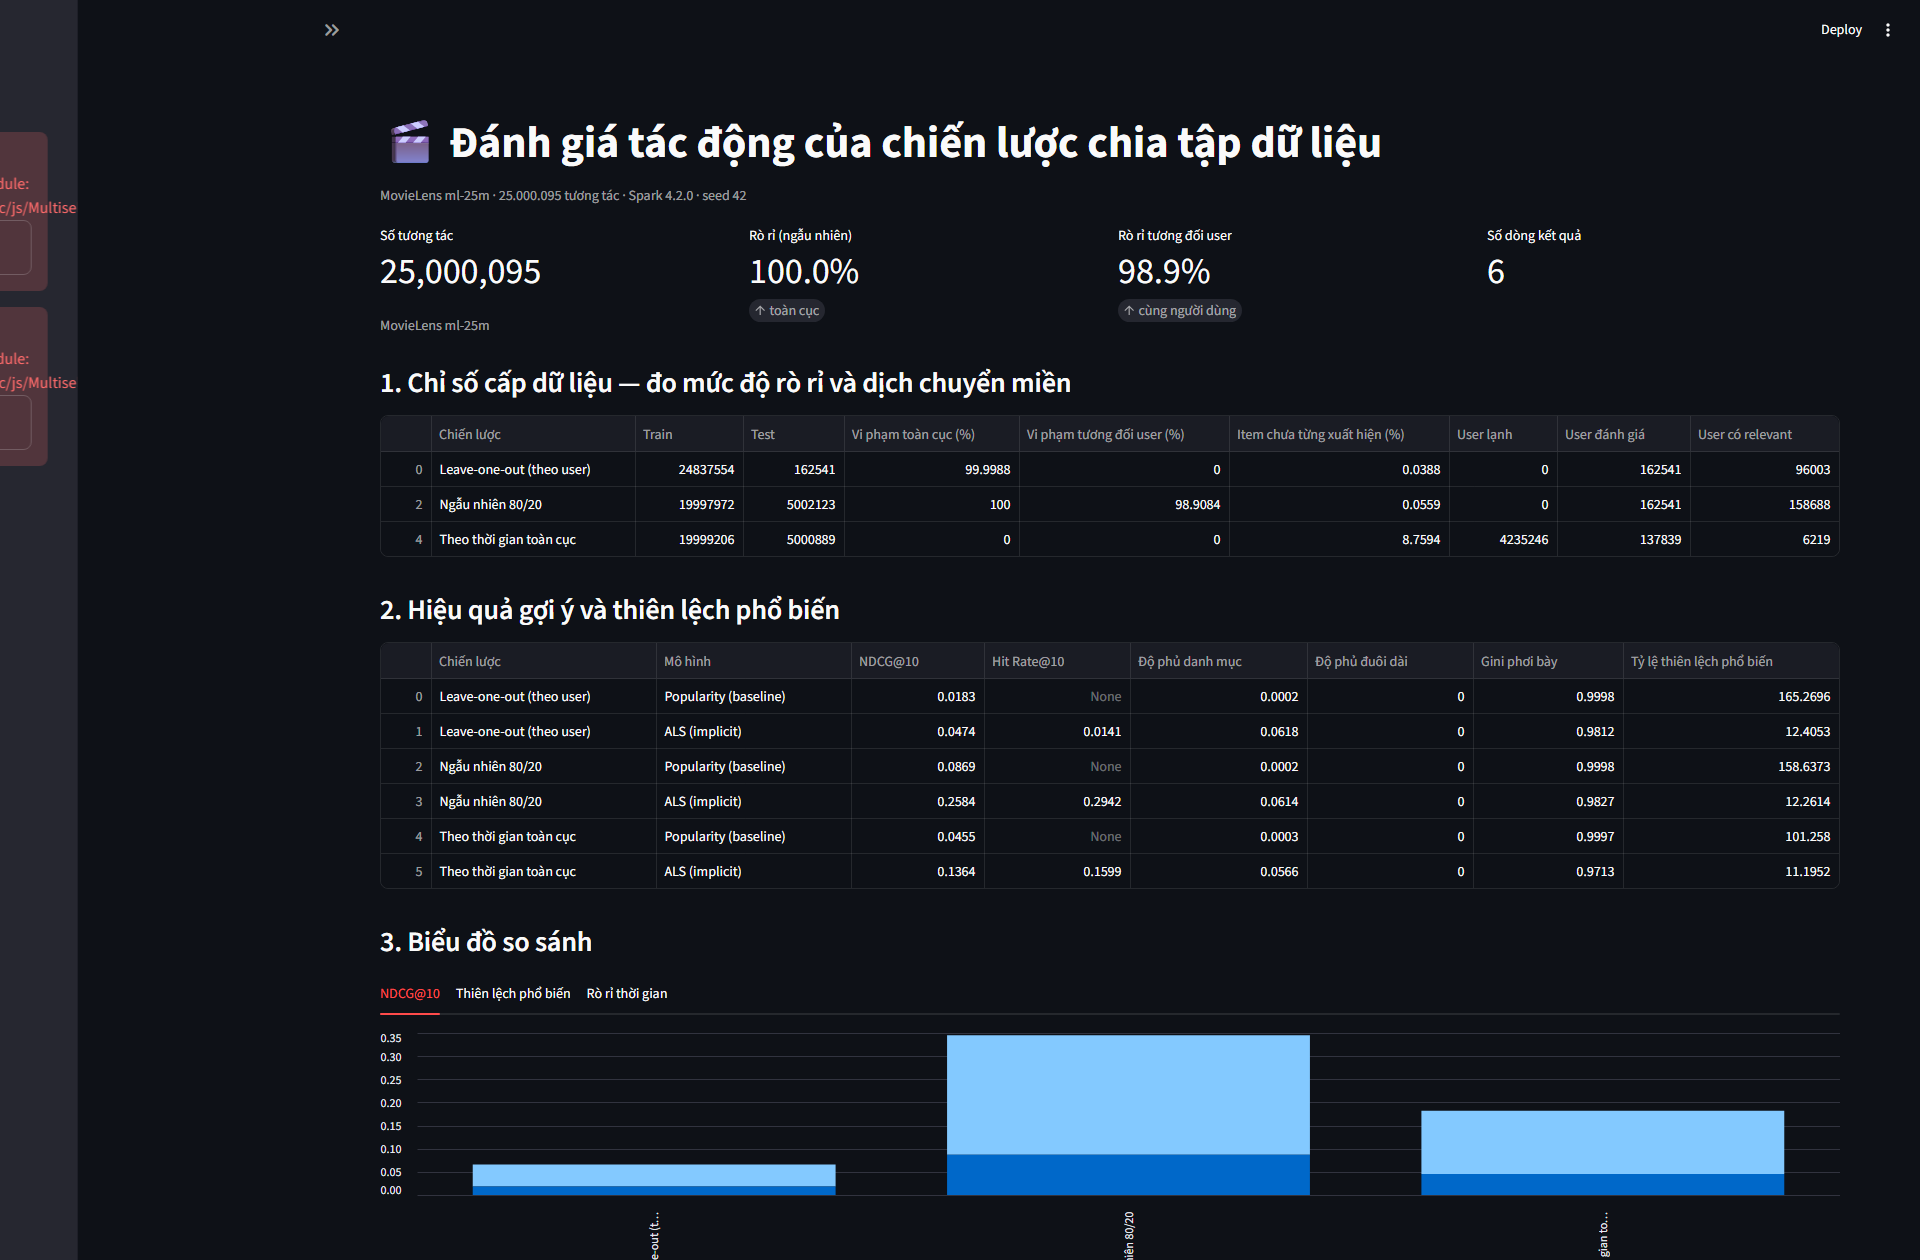 Deploy
dule:
c/js/Multise
dule:
c/js/Multise
Đánh giá tác động của chiến lược chia tập dữ liệu
MovieLens ml-25m · 25.000.095 tương tác · Spark 4.2.0 · seed 42
Số tương tác Rò rỉ (ngẫu nhiên) Rò rỉ tương đối user Số dòng kết quả
25,000,095 100.0% 98.9% 6
↑ toàn cục ↑ cùng người dùng
MovieLens ml-25m
1. Chỉ số cấp dữ liệu — đo mức độ rò rỉ và dịch chuyển miền
Chiến lược Train Test Vi phạm toàn cục (%) Vi phạm tương đối user (%) Item chưa từng xuất hiện (%) User lạnh User đánh giá User có relevant
0 Leave-one-out (theo user) 24837554 162541 99.9988 0 0.0388 0 162541 96003
2 Ngẫu nhiên 80/20 19997972 5002123 100 98.9084 0.0559 0 162541 158688
4 Theo thời gian toàn cục 19999206 5000889 0 0 8.7594 4235246 137839 6219
2. Hiệu quả gợi ý và thiên lệch phổ biến
Chiến lược Mô hình NDCG@10 Hit Rate@10 Độ phủ danh mục Độ phủ đuôi dài Gini phơi bày Tỷ lệ thiên lệch phổ biến
0 Leave-one-out (theo user) Popularity (baseline) 0.0183 None 0.0002 0 0.9998 165.2696
1 Leave-one-out (theo user) ALS (implicit) 0.0474 0.0141 0.0618 0 0.9812 12.4053
2 Ngẫu nhiên 80/20 Popularity (baseline) 0.0869 None 0.0002 0 0.9998 158.6373
3 Ngẫu nhiên 80/20 ALS (implicit) 0.2584 0.2942 0.0614 0 0.9827 12.2614
4 Theo thời gian toàn cục Popularity (baseline) 0.0455 None 0.0003 0 0.9997 101.258
5 Theo thời gian toàn cục ALS (implicit) 0.1364 0.1599 0.0566 0 0.9713 11.1952
3. Biểu đồ so sánh
NDCG@10 Thiên lệch phổ biến Rò rỉ thời gian
0.35
0.30
0.25
0.20
0.15
0.10
0.05
0.00
e-out (t...
iên 80/20
gian to...